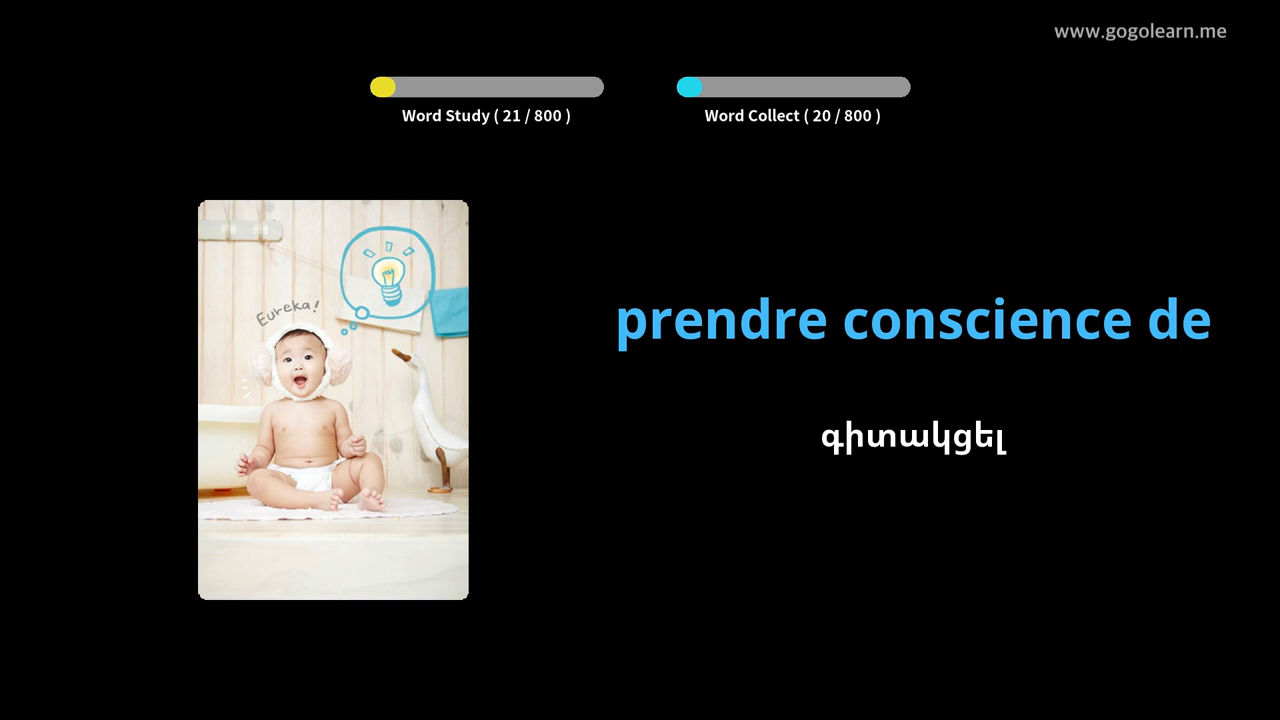 www.gogolearn.me
Word Study ( 21 / 800 )
Word Collect ( 20 / 800 )
Eureka!
prendre conscience de
գիտակցել